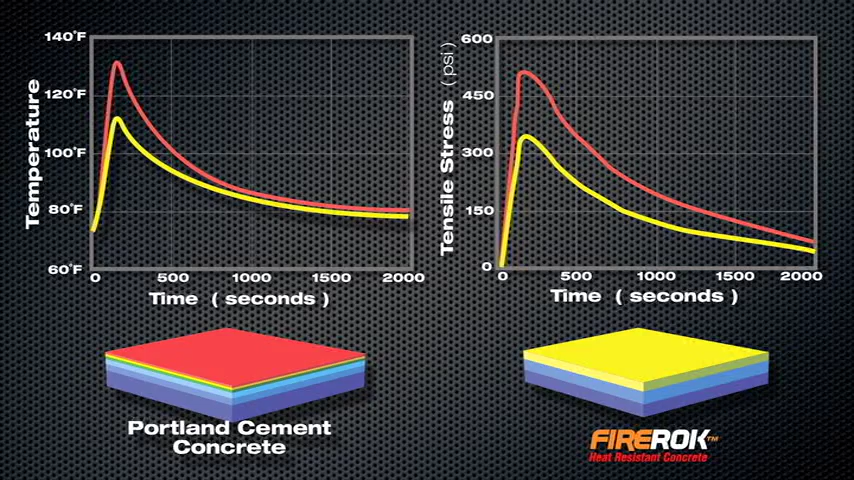 140°F
120°F
100°F
80°F
60°F
Temperature
0
500
1000
1500
2000
Time ( seconds )
600
450
300
150
0
Tensile Stress ( psi )
0
500
1000
1500
2000
Time ( seconds )
Portland Cement
Concrete
FIREROK™
Heat Resistant Concrete